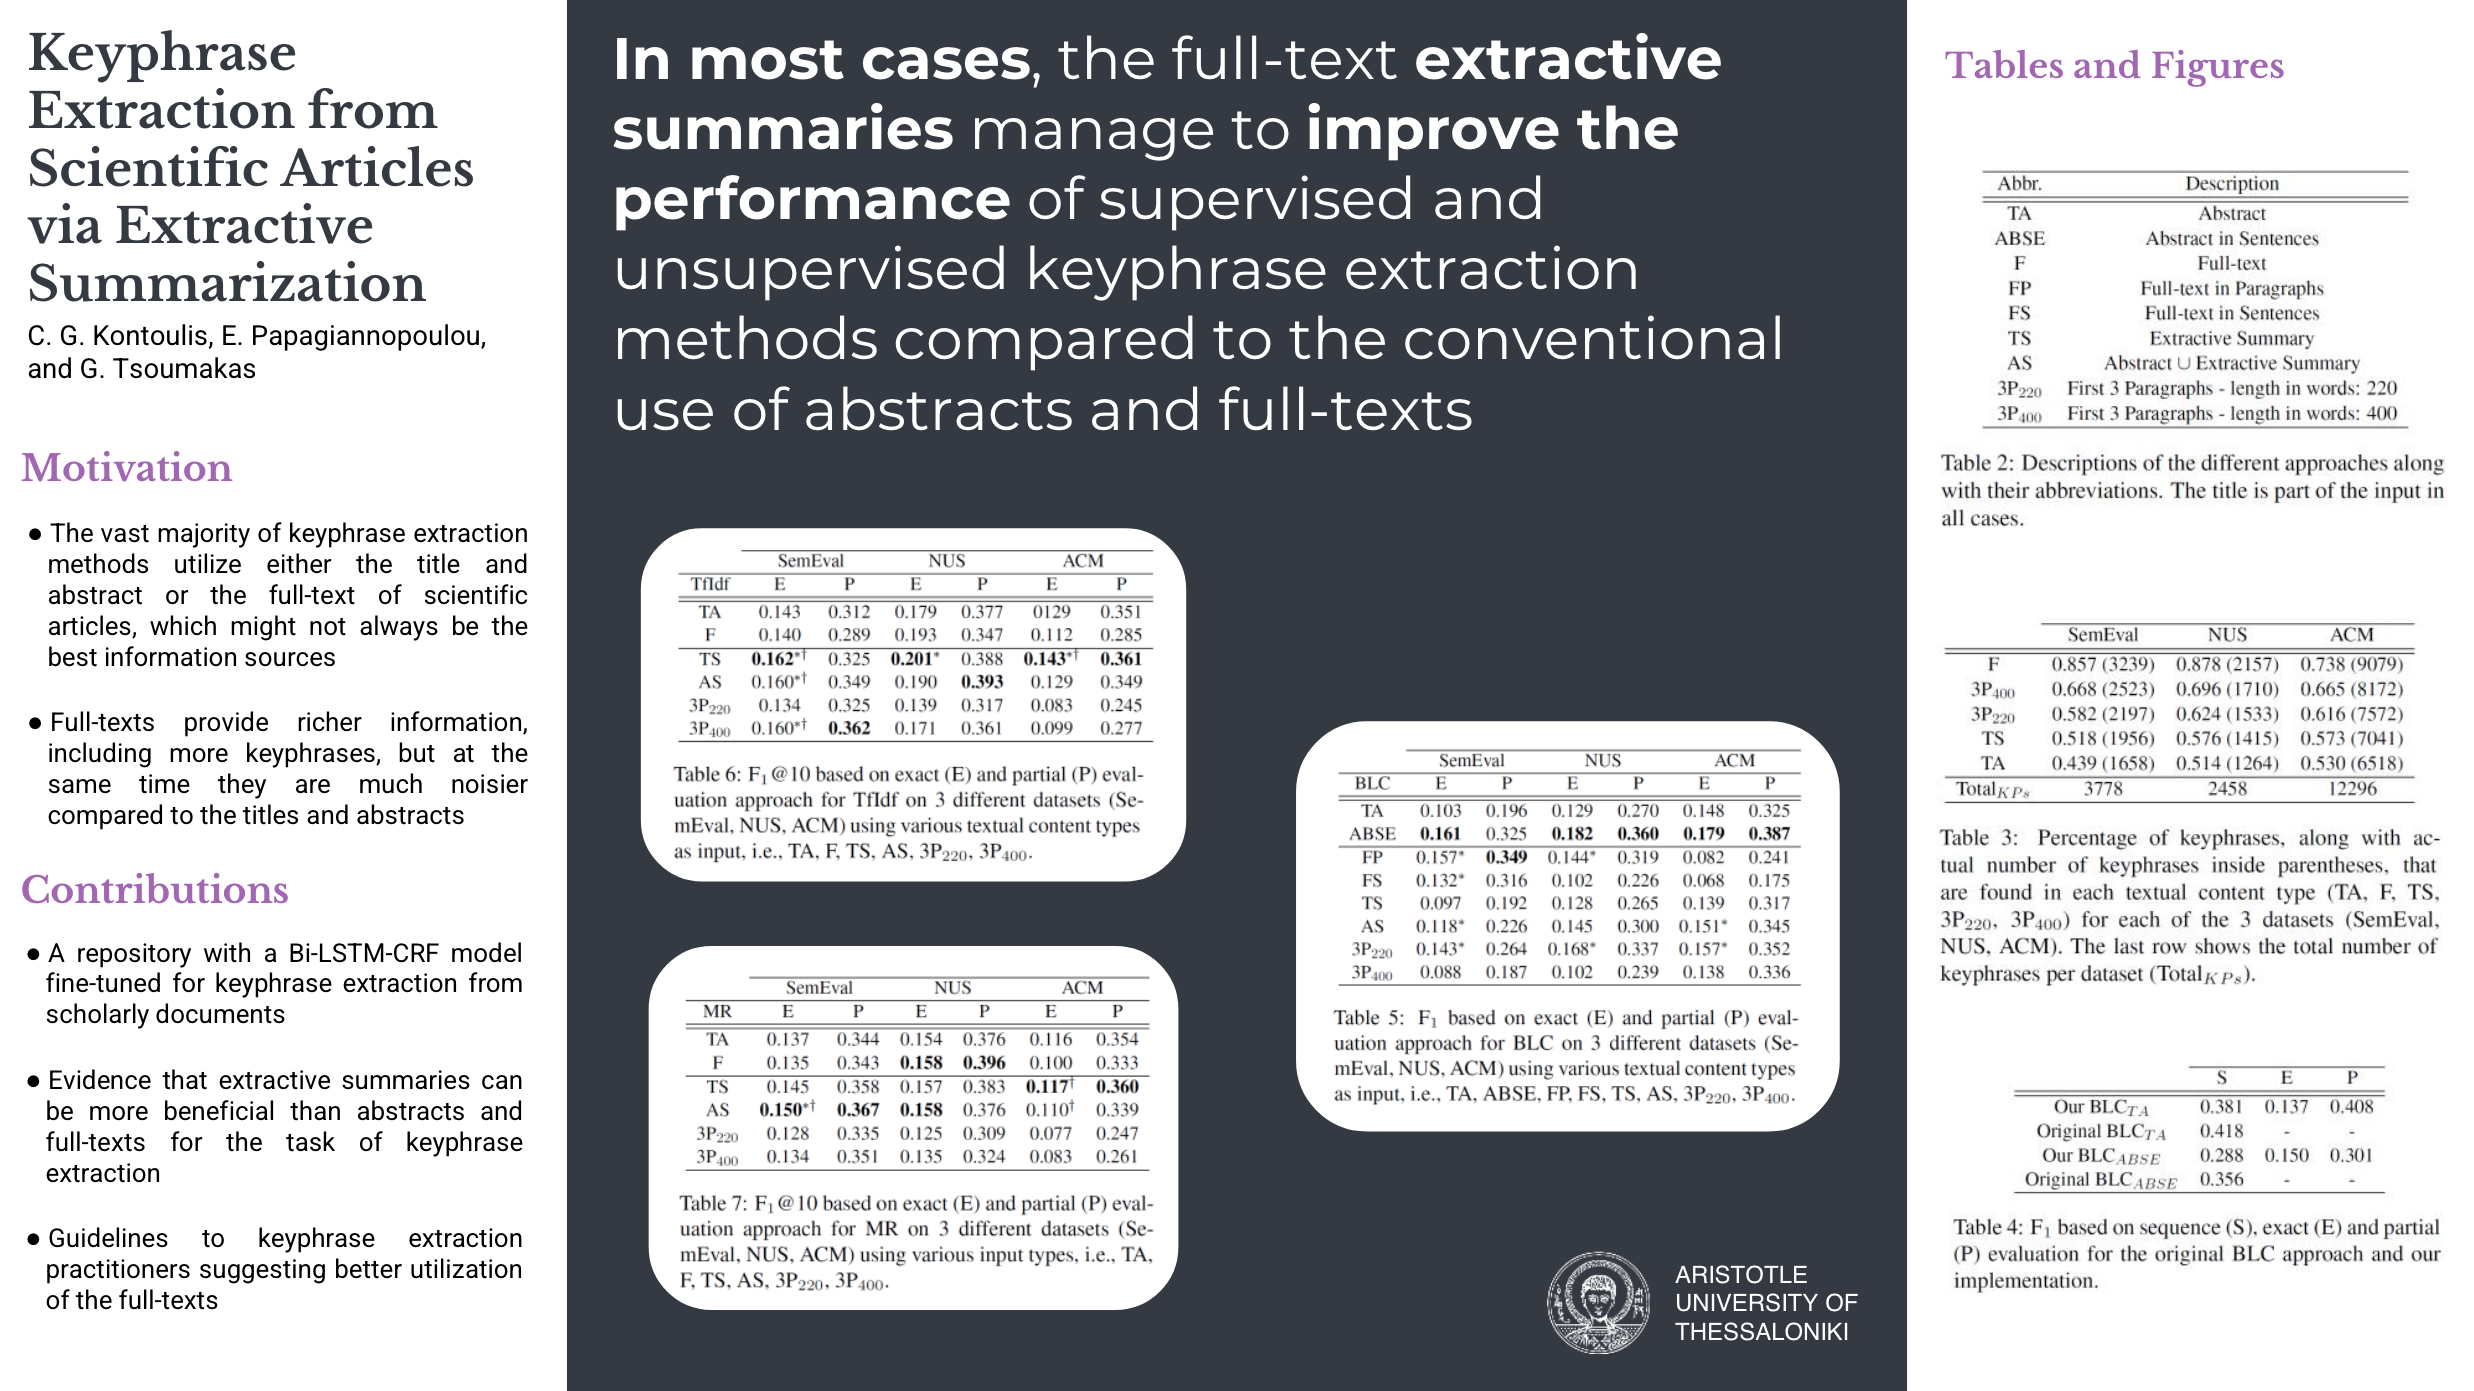 Keyphrase
Extraction from
Scientific Articles
via Extractive
Summarization
C. G. Kontoulis, E. Papagiannopoulou,
and G. Tsoumakas
Motivation
● The vast majority of keyphrase extraction
methods utilize either the title and
abstract or the full-text of scientific
articles, which might not always be the
best information sources
● Full-texts provide richer information,
including more keyphrases, but at the
same time they are much noisier
compared to the titles and abstracts
Contributions
● A repository with a Bi-LSTM-CRF model
fine-tuned for keyphrase extraction from
scholarly documents
● Evidence that extractive summaries can
be more beneficial than abstracts and
full-texts for the task of keyphrase
extraction
● Guidelines to keyphrase extraction
practitioners suggesting better utilization
of the full-texts
In most cases, the full-text extractive
summaries manage to improve the
performance of supervised and
unsupervised keyphrase extraction
methods compared to the conventional
use of abstracts and full-texts
SemEval NUS ACM
TfIdf E P E P E P
TA 0.143 0.312 0.179 0.377 0129 0.351
F 0.140 0.289 0.193 0.347 0.112 0.285
TS 0.162*† 0.325 0.201* 0.388 0.143*† 0.361
AS 0.160*† 0.349 0.190 0.393 0.129 0.349
3P220 0.134 0.325 0.139 0.317 0.083 0.245
3P400 0.160*† 0.362 0.171 0.361 0.099 0.277
Table 6: F1@10 based on exact (E) and partial (P) eval-
uation approach for TfIdf on 3 different datasets (Se-
mEval, NUS, ACM) using various textual content types
as input, i.e., TA, F, TS, AS, 3P220, 3P400.
SemEval NUS ACM
MR E P E P E P
TA 0.137 0.344 0.154 0.376 0.116 0.354
F 0.135 0.343 0.158 0.396 0.100 0.333
TS 0.145 0.358 0.157 0.383 0.117† 0.360
AS 0.150*† 0.367 0.158 0.376 0.110† 0.339
3P220 0.128 0.335 0.125 0.309 0.077 0.247
3P400 0.134 0.351 0.135 0.324 0.083 0.261
Table 7: F1@10 based on exact (E) and partial (P) eval-
uation approach for MR on 3 different datasets (Se-
mEval, NUS, ACM) using various input types, i.e., TA,
F, TS, AS, 3P220, 3P400.
SemEval NUS ACM
BLC E P E P E P
TA 0.103 0.196 0.129 0.270 0.148 0.325
ABSE 0.161 0.325 0.182 0.360 0.179 0.387
FP 0.157* 0.349 0.144* 0.319 0.082 0.241
FS 0.132* 0.316 0.102 0.226 0.068 0.175
TS 0.097 0.192 0.128 0.265 0.139 0.317
AS 0.118* 0.226 0.145 0.300 0.151* 0.345
3P220 0.143* 0.264 0.168* 0.337 0.157* 0.352
3P400 0.088 0.187 0.102 0.239 0.138 0.336
Table 5: F1 based on exact (E) and partial (P) eval-
uation approach for BLC on 3 different datasets (Se-
mEval, NUS, ACM) using various textual content types
as input, i.e., TA, ABSE, FP, FS, TS, AS, 3P220, 3P400.
ARISTOTLE
UNIVERSITY OF
THESSALONIKI
Tables and Figures
Abbr. Description
TA Abstract
ABSE Abstract in Sentences
F Full-text
FP Full-text in Paragraphs
FS Full-text in Sentences
TS Extractive Summary
AS Abstract ∪ Extractive Summary
3P220 First 3 Paragraphs - length in words: 220
3P400 First 3 Paragraphs - length in words: 400
Table 2: Descriptions of the different approaches along
with their abbreviations. The title is part of the input in
all cases.
SemEval NUS ACM
F 0.857 (3239) 0.878 (2157) 0.738 (9079)
3P400 0.668 (2523) 0.696 (1710) 0.665 (8172)
3P220 0.582 (2197) 0.624 (1533) 0.616 (7572)
TS 0.518 (1956) 0.576 (1415) 0.573 (7041)
TA 0.439 (1658) 0.514 (1264) 0.530 (6518)
TotalKPs 3778 2458 12296
Table 3: Percentage of keyphrases, along with ac-
tual number of keyphrases inside parentheses, that
are found in each textual content type (TA, F, TS,
3P220, 3P400) for each of the 3 datasets (SemEval,
NUS, ACM). The last row shows the total number of
keyphrases per dataset (TotalKPs).
S E P
Our BLCTA 0.381 0.137 0.408
Original BLCTA 0.418 - -
Our BLCABSE 0.288 0.150 0.301
Original BLCABSE 0.356 - -
Table 4: F1 based on sequence (S), exact (E) and partial
(P) evaluation for the original BLC approach and our
implementation.